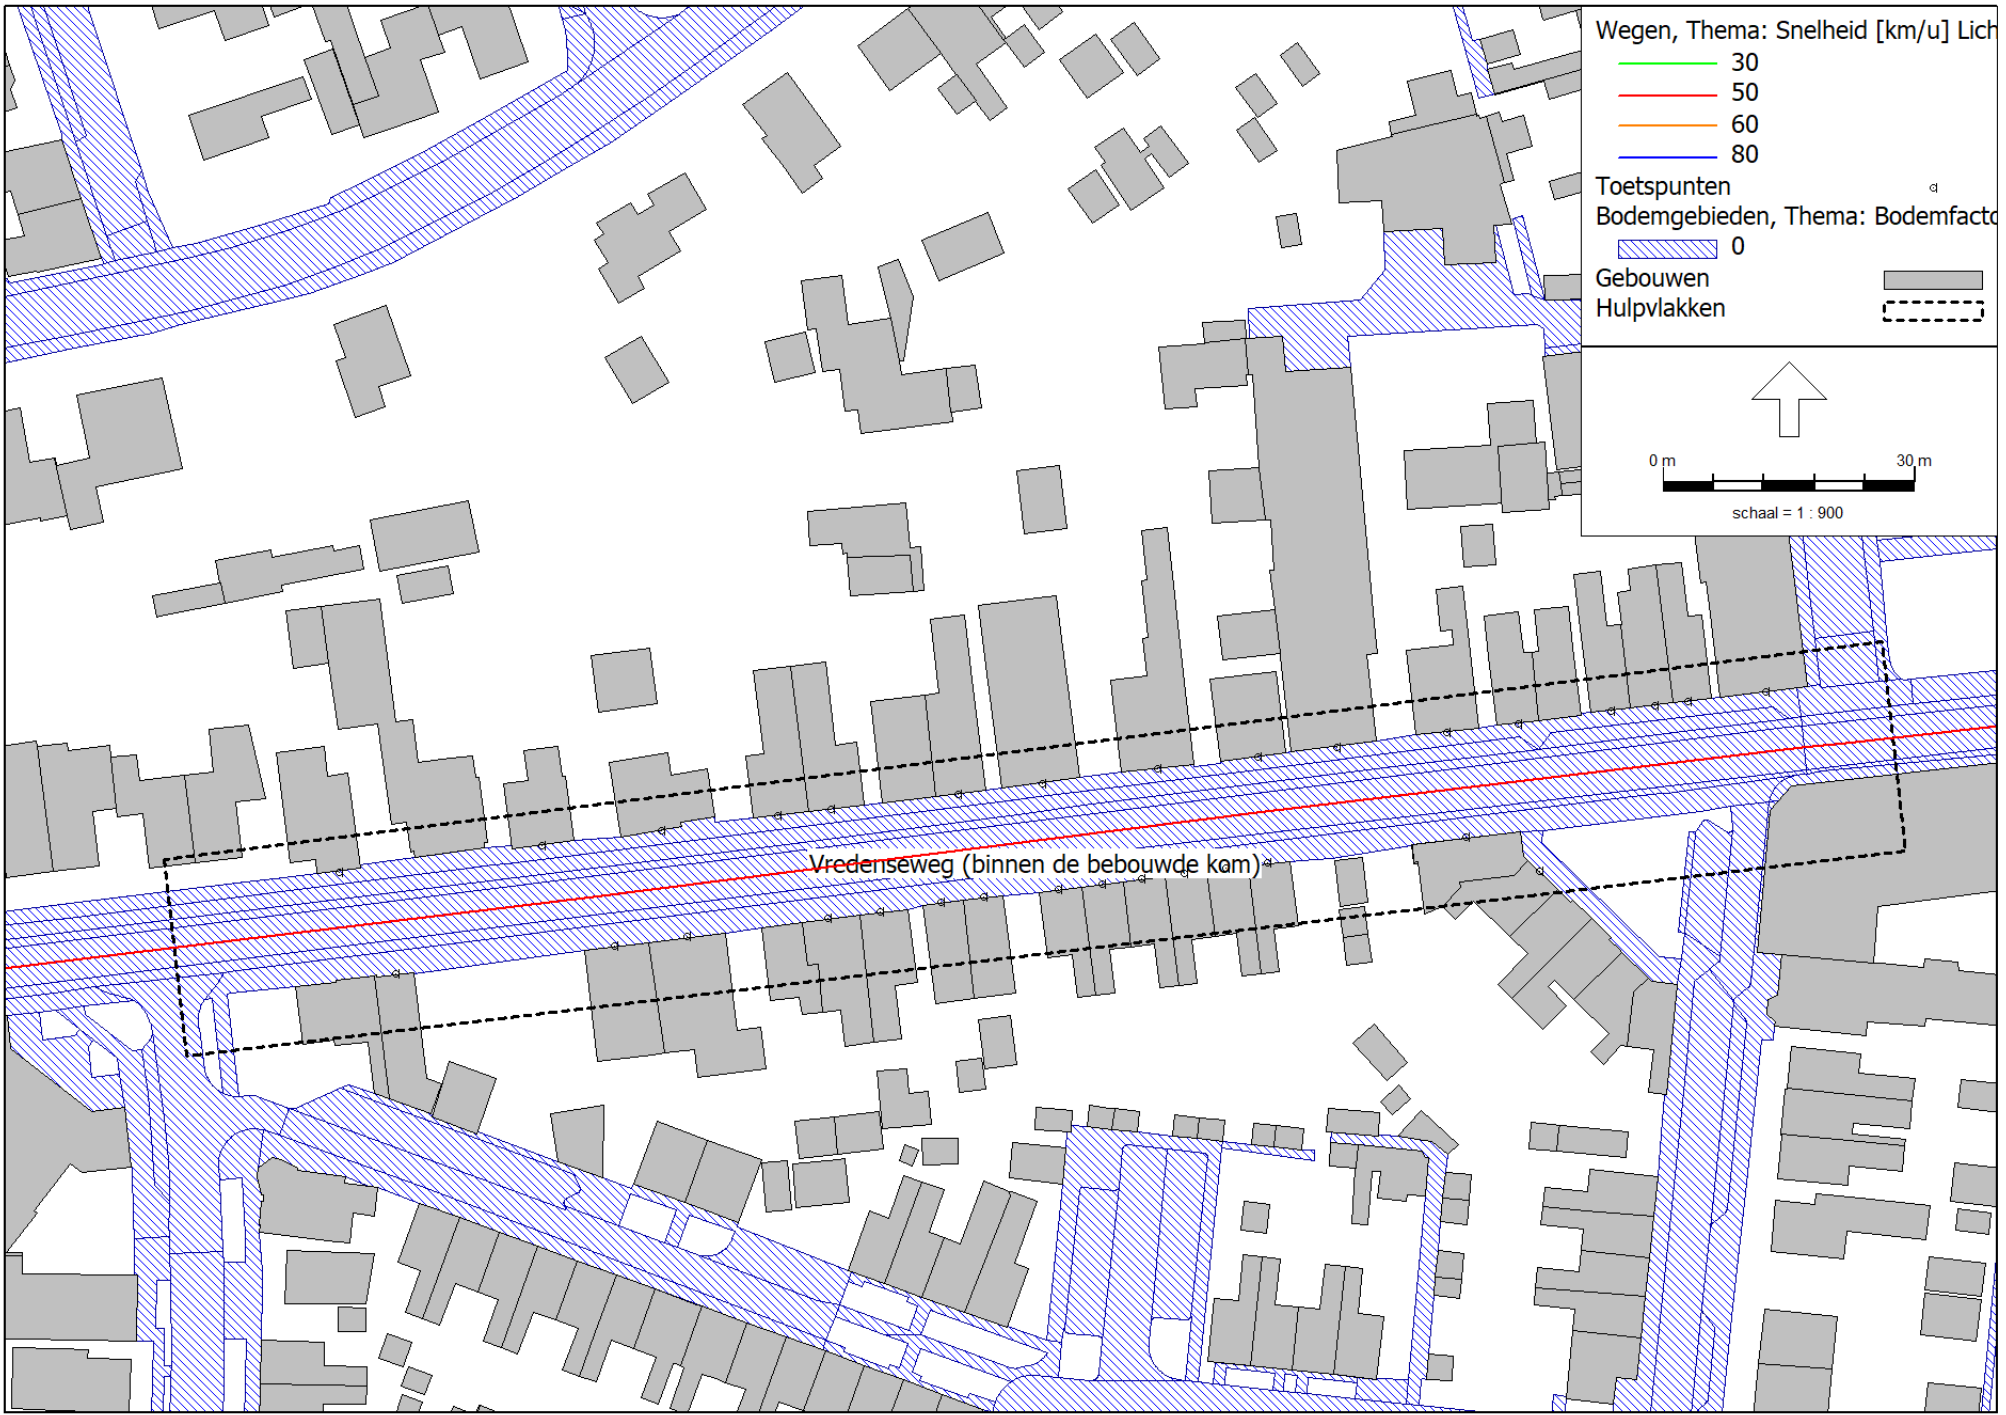 Wegen, Thema: Snelheid [km/u] Lich
30
50
60
80
Toetspunten
Bodemgebieden, Thema: Bodemfacto
0
Gebouwen
Hulpvlakken
0 m 30 m
schaal = 1 : 900
Vredenseweg (binnen de bebouwde kom)